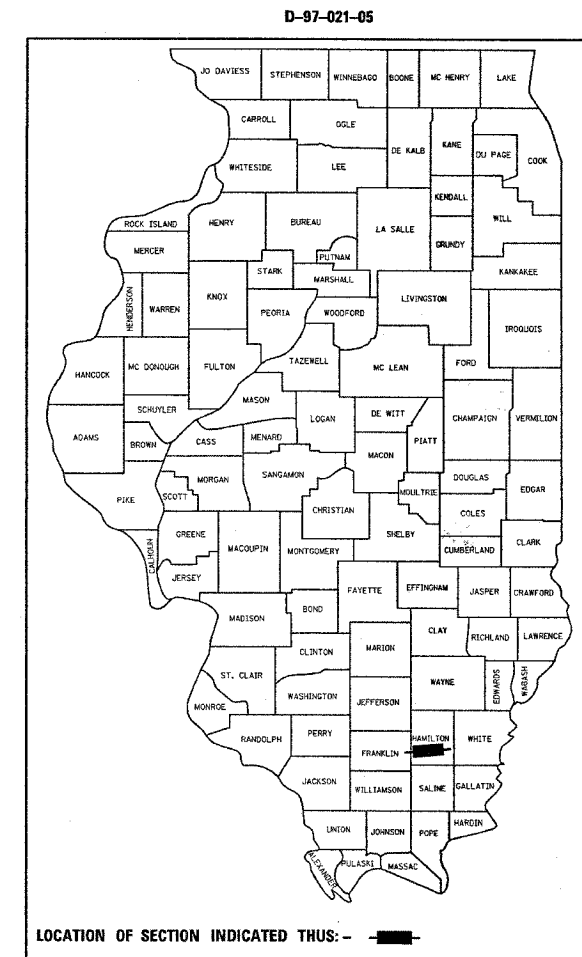 D-97-021-05
JO DAVIESS
STEPHENSON
WINNEBAGO
BOONE
MC HENRY
LAKE
CARROLL
OGLE
DE KALB
KANE
DU PAGE
COOK
WHITESIDE
LEE
KENDALL
WILL
ROCK ISLAND
HENRY
BUREAU
LA SALLE
GRUNDY
MERCER
PUTNAM
KANKAKEE
STARK
MARSHALL
HENDERSON
WARREN
KNOX
PEORIA
WOODFORD
LIVINGSTON
IROQUOIS
HANCOCK
MC DONOUGH
FULTON
TAZEWELL
MC LEAN
FORD
MASON
SCHUYLER
LOGAN
DE WITT
CHAMPAIGN
VERMILION
ADAMS
BROWN
CASS
MENARD
MACON
PIATT
PIKE
SCOTT
MORGAN
SANGAMON
CHRISTIAN
MOULTRIE
DOUGLAS
EDGAR
COLES
GREENE
MACOUPIN
MONTGOMERY
SHELBY
CUMBERLAND
CLARK
CALHOUN
JERSEY
FAYETTE
EFFINGHAM
JASPER
CRAWFORD
MADISON
BOND
CLAY
RICHLAND
LAWRENCE
CLINTON
MARION
ST. CLAIR
WAYNE
EDWARDS
WABASH
WASHINGTON
JEFFERSON
MONROE
RANDOLPH
PERRY
FRANKLIN
HAMILTON
WHITE
JACKSON
WILLIAMSON
SALINE
GALLATIN
UNION
JOHNSON
POPE
HARDIN
ALEXANDER
PULASKI
MASSAC
LOCATION OF SECTION INDICATED THUS: -